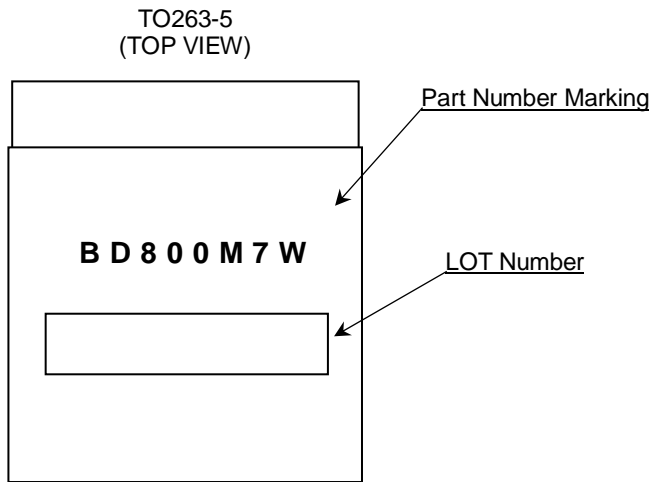 TO263-5
(TOP VIEW)
Part Number Marking
B D 8 0 0 M 7 W
LOT Number